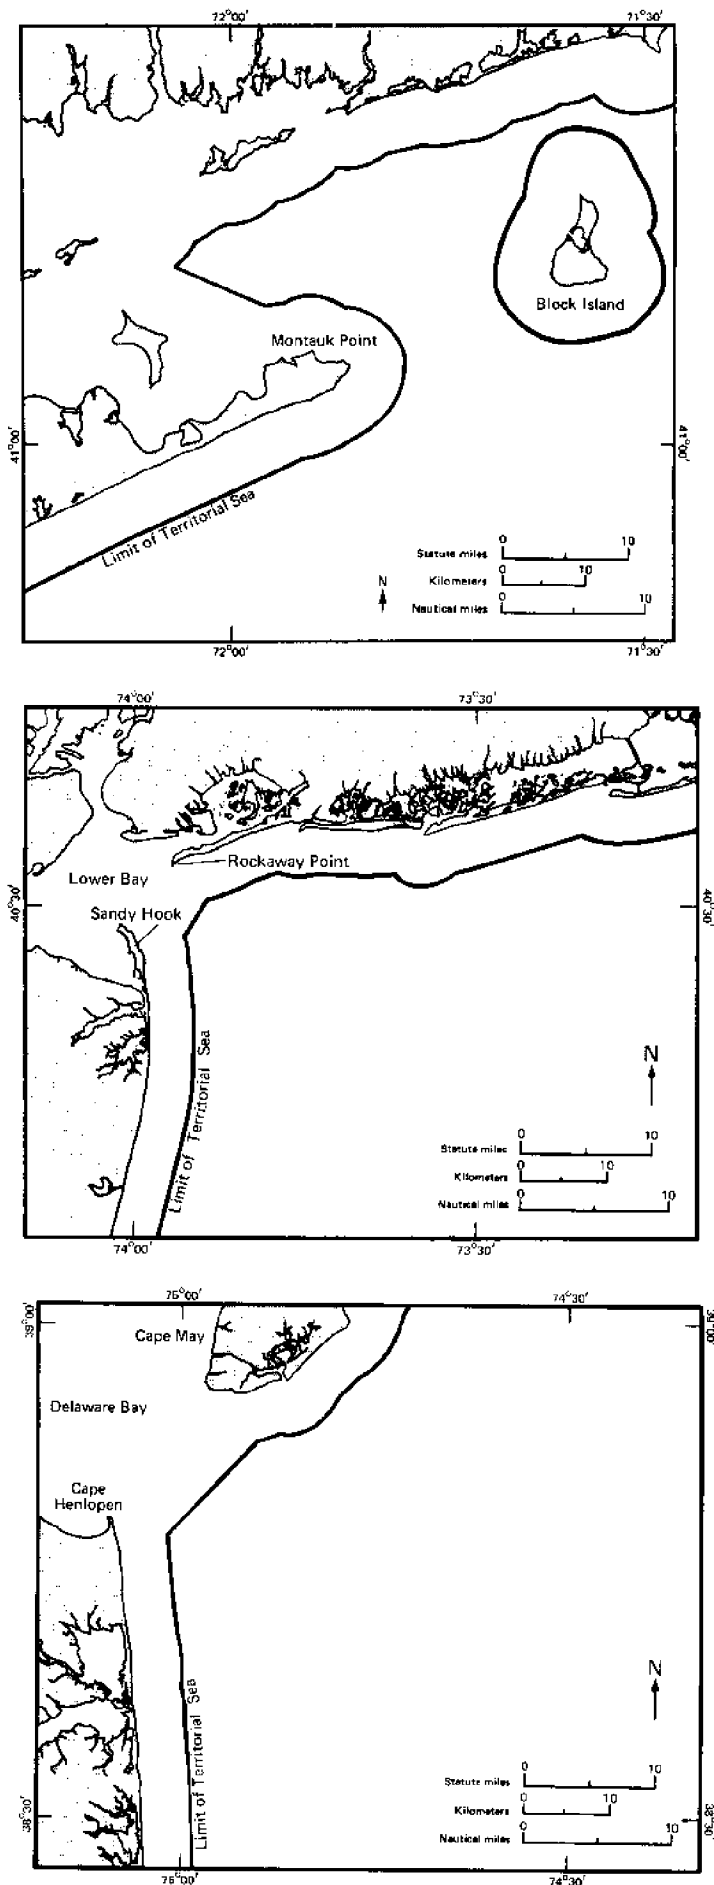 72°00'
71°30'
Block Island
Montauk Point
41°00'
41°00'
Limit of Territorial Sea
0 10
Statute miles
0 10
N
Kilometers
0 10
Nautical miles
72°00'
71°30'
74°00'
73°30'
Rockaway Point
Lower Bay
40°30'
40°30'
Sandy Hook
Limit of Territorial Sea
N
0 10
Statute miles
0 10
Kilometers
0 10
Nautical miles
74°00'
73°30'
75°00'
74°30'
39°00'
39°00'
Cape May
Delaware Bay
Cape
Henlopen
Limit of Territorial Sea
N
0 10
Statute miles
0 10
Kilometers
0 10
Nautical miles
38°30'
38°30'
75°00'
74°30'